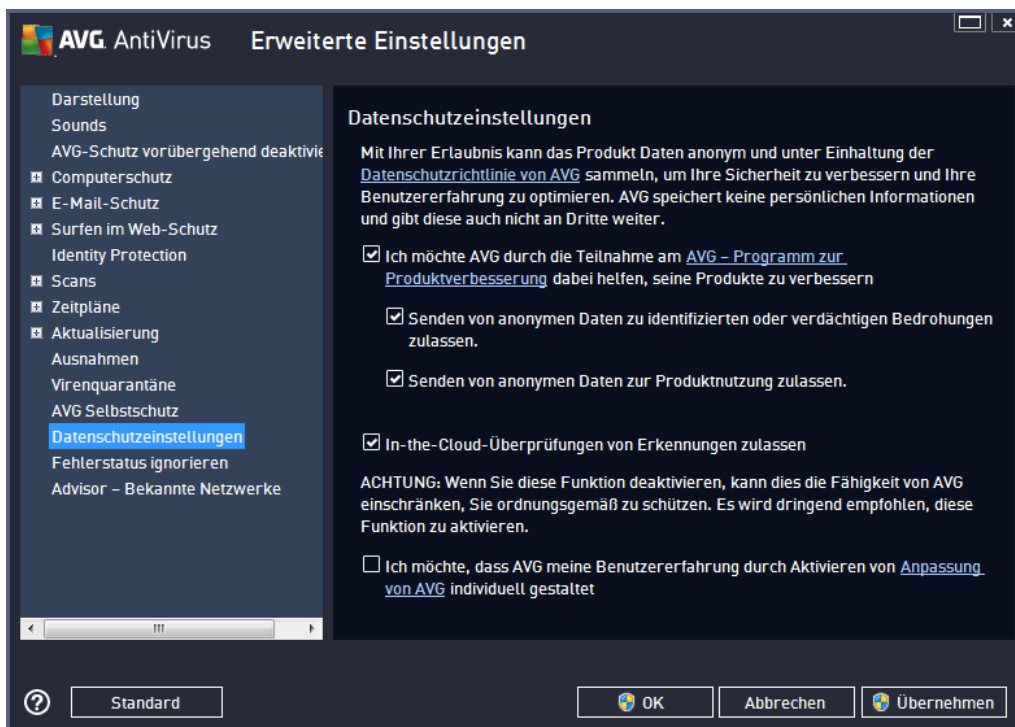 AVG. AntiVirus Erweiterte Einstellungen
Darstellung
Sounds
AVG-Schutz vorübergehend deaktivie
Computerschutz
E-Mail-Schutz
Surfen im Web-Schutz
Identity Protection
Scans
Zeitpläne
Aktualisierung
Ausnahmen
Virenquarantäne
AVG Selbstschutz
Datenschutzeinstellungen
Fehlerstatus ignorieren
Advisor – Bekannte Netzwerke
Datenschutzeinstellungen
Mit Ihrer Erlaubnis kann das Produkt Daten anonym und unter Einhaltung der
Datenschutzrichtlinie von AVG sammeln, um Ihre Sicherheit zu verbessern und Ihre
Benutzererfahrung zu optimieren. AVG speichert keine persönlichen Informationen
und gibt diese auch nicht an Dritte weiter.
Ich möchte AVG durch die Teilnahme am AVG – Programm zur
Produktverbesserung dabei helfen, seine Produkte zu verbessern
Senden von anonymen Daten zu identifizierten oder verdächtigen Bedrohungen
zulassen.
Senden von anonymen Daten zur Produktnutzung zulassen.
In-the-Cloud-Überprüfungen von Erkennungen zulassen
ACHTUNG: Wenn Sie diese Funktion deaktivieren, kann dies die Fähigkeit von AVG
einschränken, Sie ordnungsgemäß zu schützen. Es wird dringend empfohlen, diese
Funktion zu aktivieren.
Ich möchte, dass AVG meine Benutzererfahrung durch Aktivieren von Anpassung
von AVG individuell gestaltet
? Standard OK Abbrechen Übernehmen